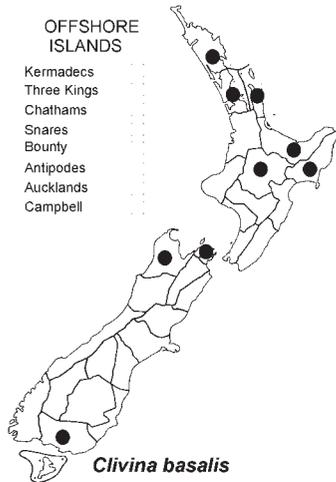 OFFSHORE
ISLANDS
Kermadecs
Three Kings
Chathams
Snares
Bounty
Antipodes
Aucklands
Campbell
Clivina basalis